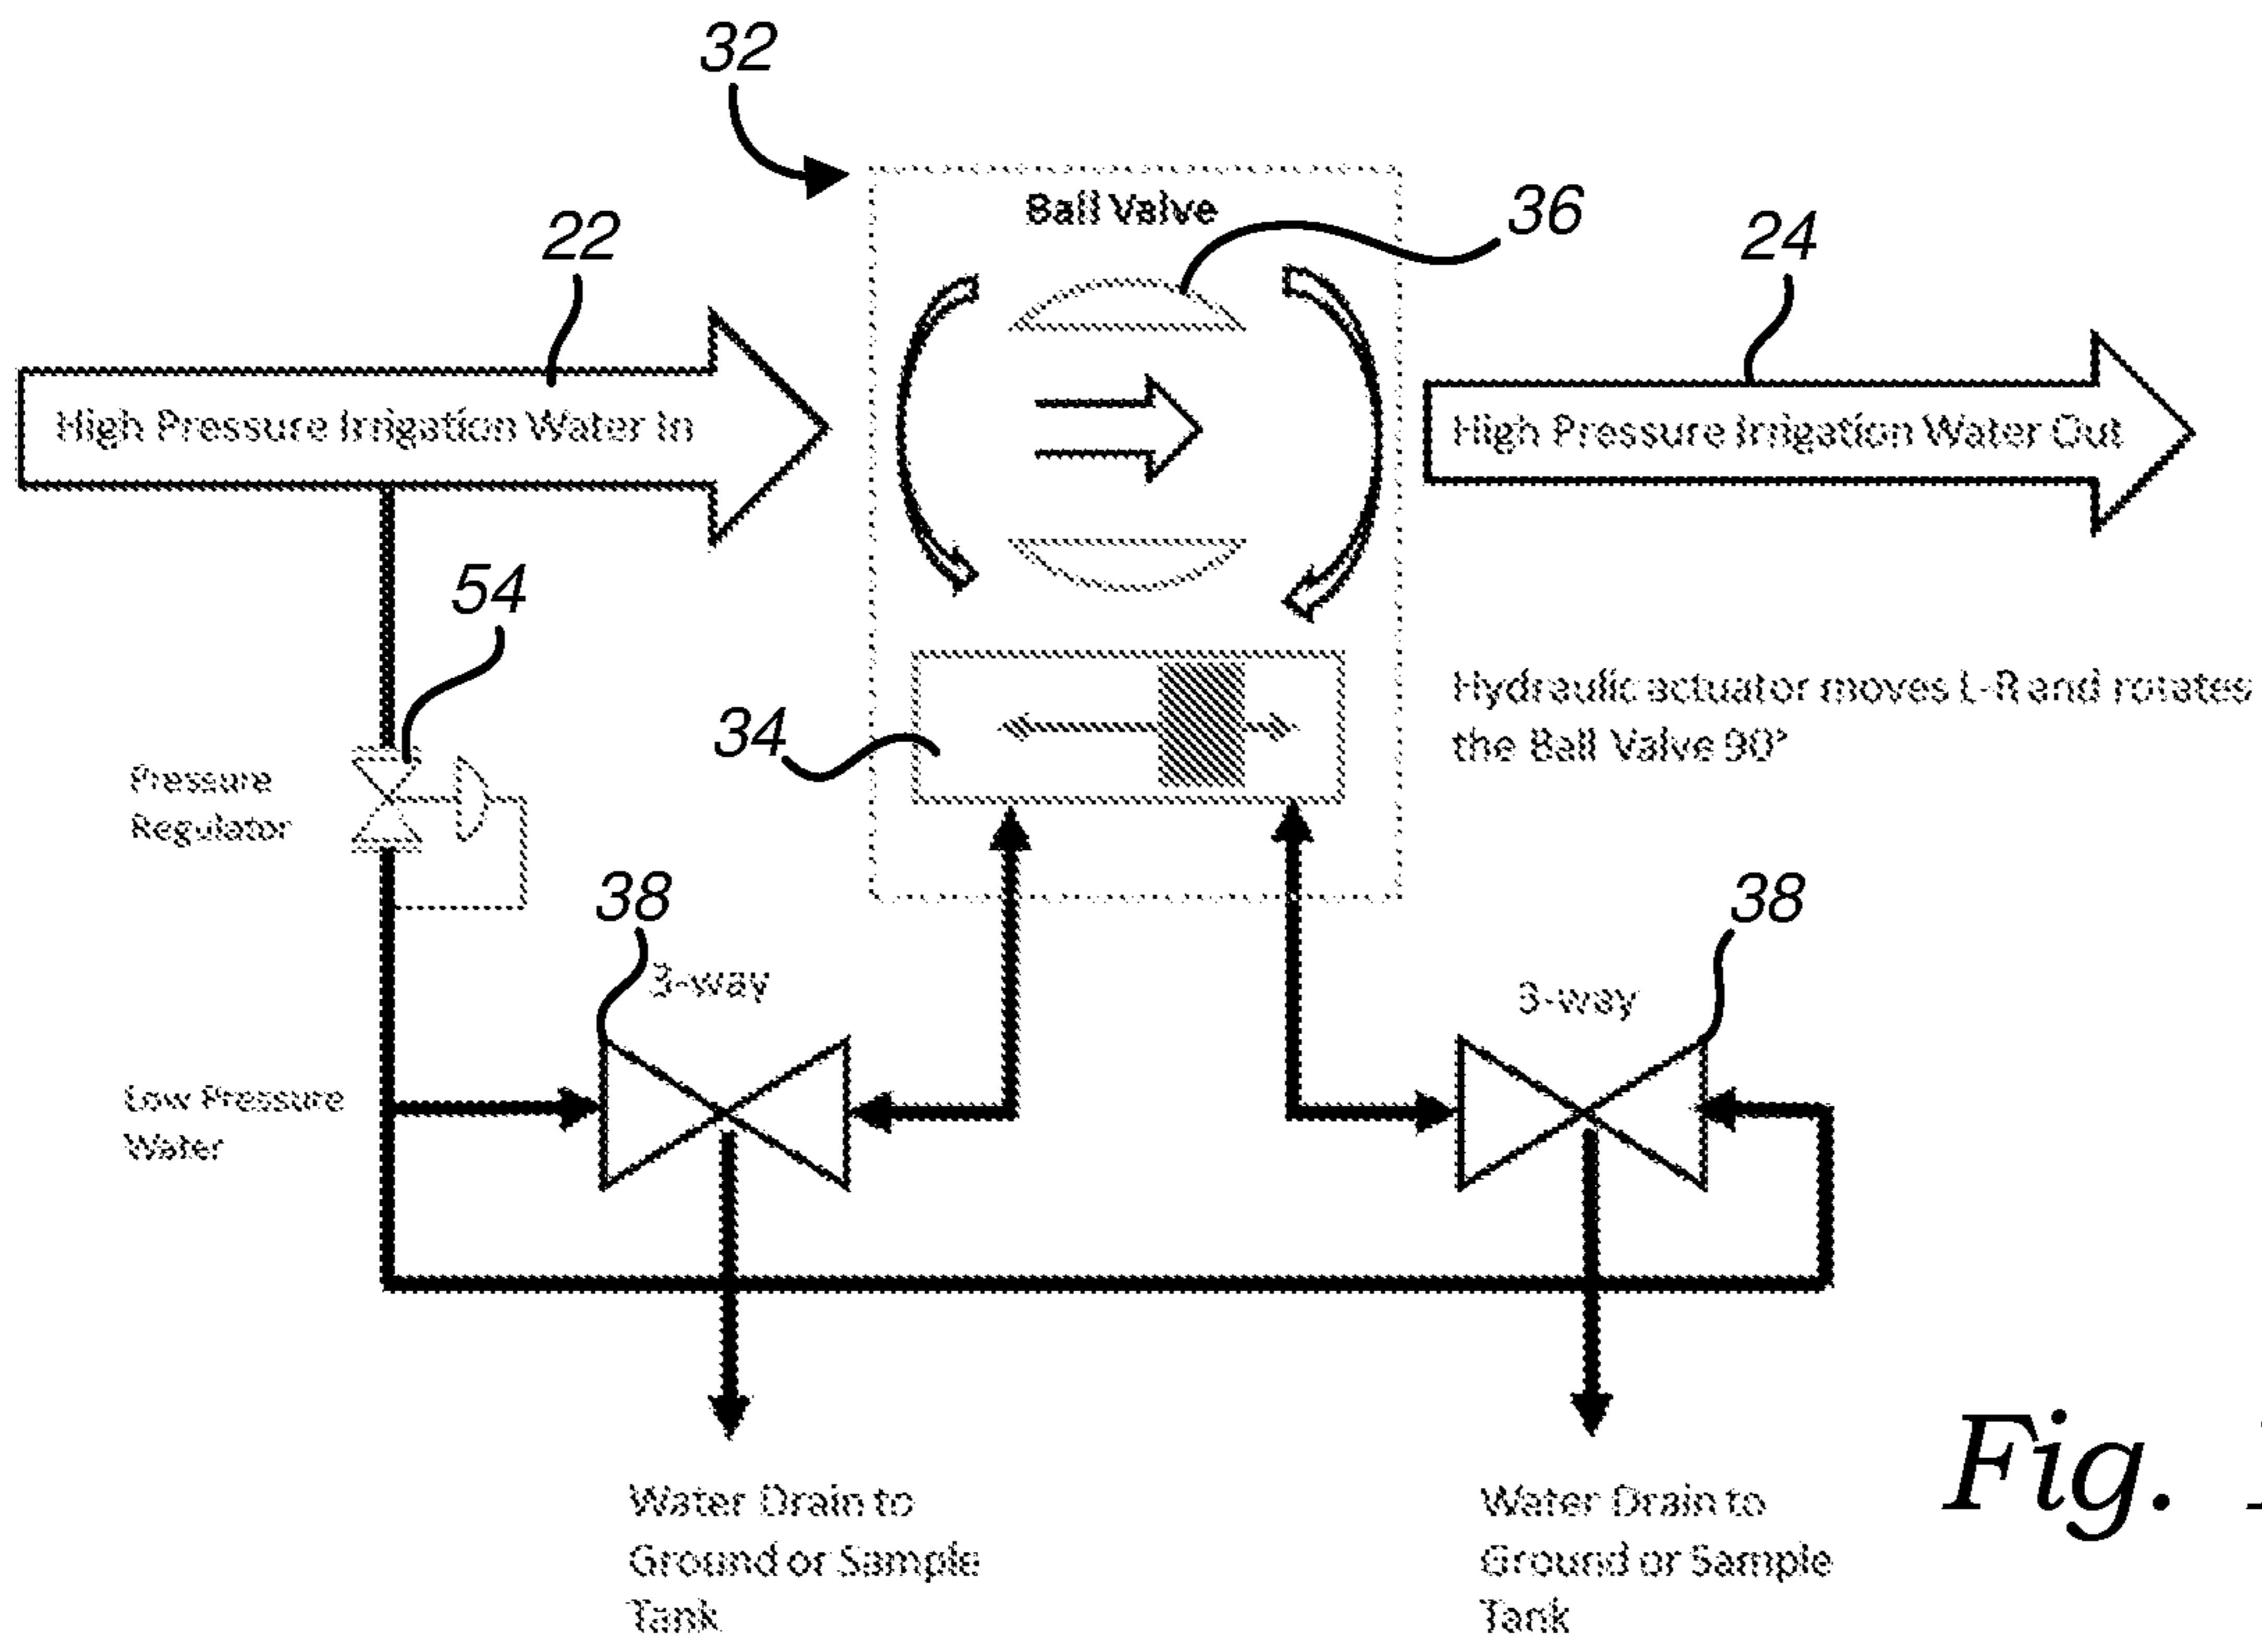 32
Ball Valve
36
22
24
High Pressure Irrigation Water In
High Pressure Irrigation Water Out
54
Hydraulic actuator moves L-R and rotates
the Ball Valve 90°
34
Pressure
Regulator
38
38
3-way
3-way
Low Pressure
Water
Fig.
Water Drain to
Ground or Sample
Tank
Water Drain to
Ground or Sample
Tank